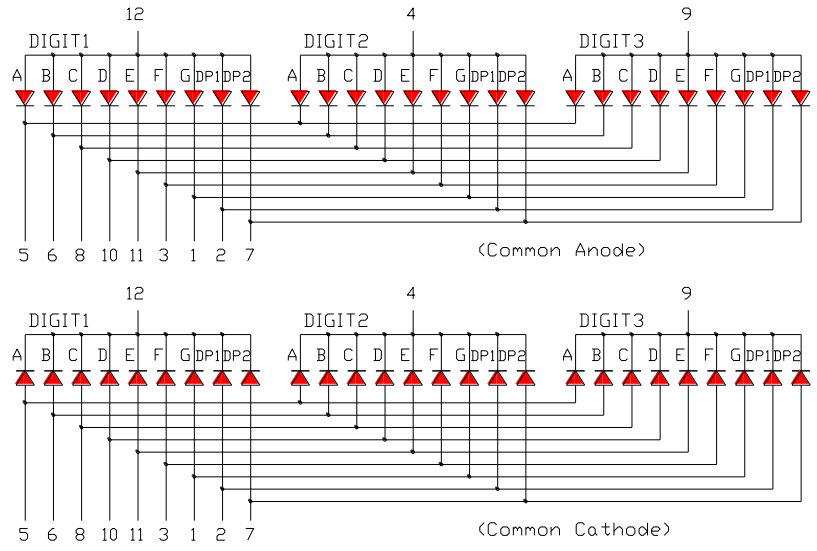 12 4 9
DIGIT1 DIGIT2 DIGIT3
A B C D E F G DP1 DP2 A B C D E F G DP1 DP2 A B C D E F G DP1 DP2
5 6 8 10 11 3 1 2 7 (Common Anode)
12 4 9
DIGIT1 DIGIT2 DIGIT3
A B C D E F G DP1 DP2 A B C D E F G DP1 DP2 A B C D E F G DP1 DP2
5 6 8 10 11 3 1 2 7 (Common Cathode)